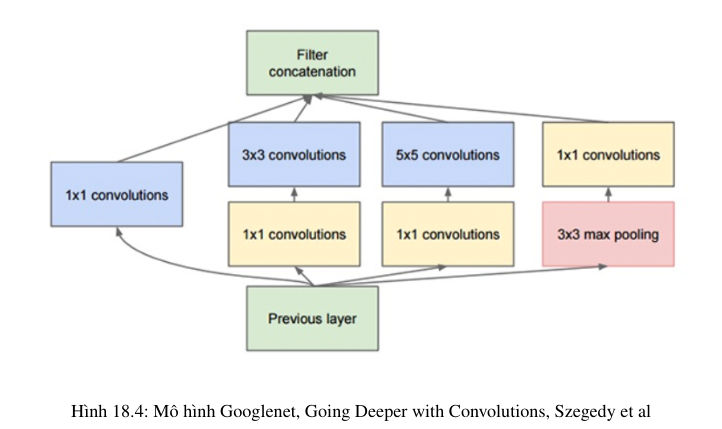 Filter
concatenation
3x3 convolutions
5x5 convolutions
1x1 convolutions
1x1 convolutions
1x1 convolutions
1x1 convolutions
3x3 max pooling
Previous layer
Hình 18.4: Mô hình Googlenet, Going Deeper with Convolutions, Szegedy et al